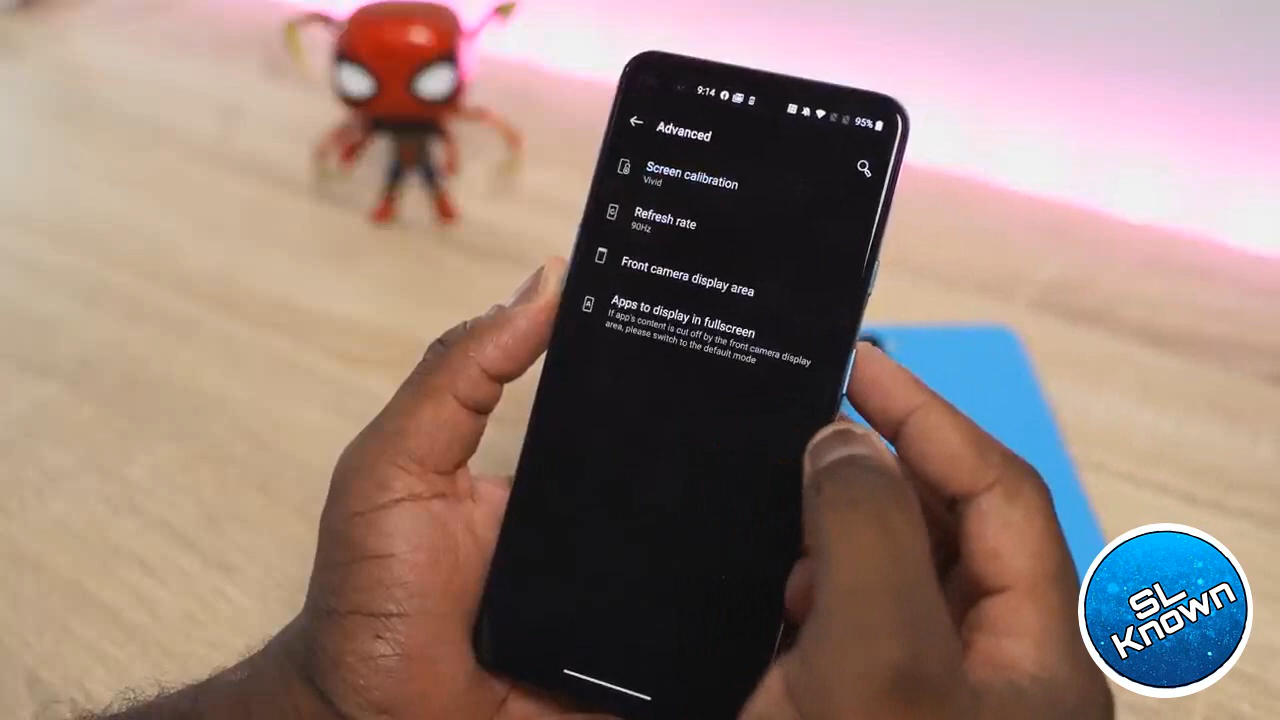 9:14
95%
Advanced
Screen calibration
Vivid
Refresh rate
90Hz
Front camera display area
Apps to display in fullscreen
If app's content is cut off by the front camera display
area, please switch to the default mode
SL
Known